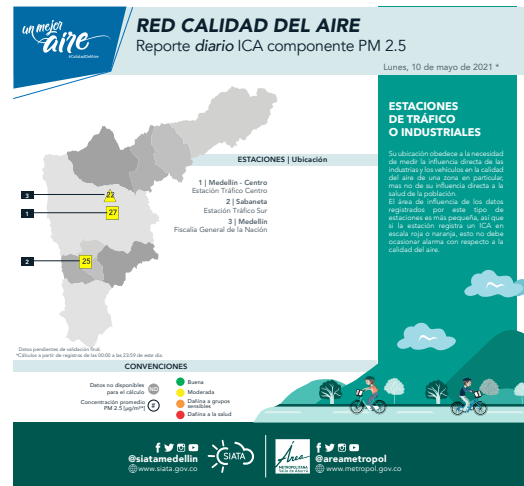 un mejor
aire
#CalidadDelAire
RED CALIDAD DEL AIRE
Reporte diario ICA componente PM 2.5
Lunes, 10 de mayo de 2021 *
ESTACIONES
DE TRÁFICO
O INDUSTRIALES
Su ubicación obedece a la necesidad
de medir la influencia directa de las
industrias y los vehículos en la calidad
del aire de una zona en particular,
mas no de su influencia directa a la
salud de la población.
El área de influencia de los datos
registrados por este tipo de
estaciones es más pequeña, así que
si la estación registra un ICA en
escala roja o naranja, esto no debe
ocasionar alarma con respecto a la
calidad del aire.
ESTACIONES | Ubicación
1 | Medellín - Centro
Estación Tráfico Centro
2 | Sabaneta
Estación Tráfico Sur
3 | Medellín
Fiscalía General de la Nación
3
22
1
27
2
25
Datos pendientes de validación final.
*Cálculos a partir de registros de las 00:00 a las 23:59 de este día.
CONVENCIONES
Datos no disponibles
para el cálculo
ND
Concentración promedio
PM 2.5 [µg/m³*]
#
Buena
Moderada
Dañina a grupos
sensibles
Dañina a la salud
@siatamedellin
www.siata.gov.co
SIATA
Área
METROPOLITANA
Valle de Aburrá
@areametropol
www.metropol.gov.co